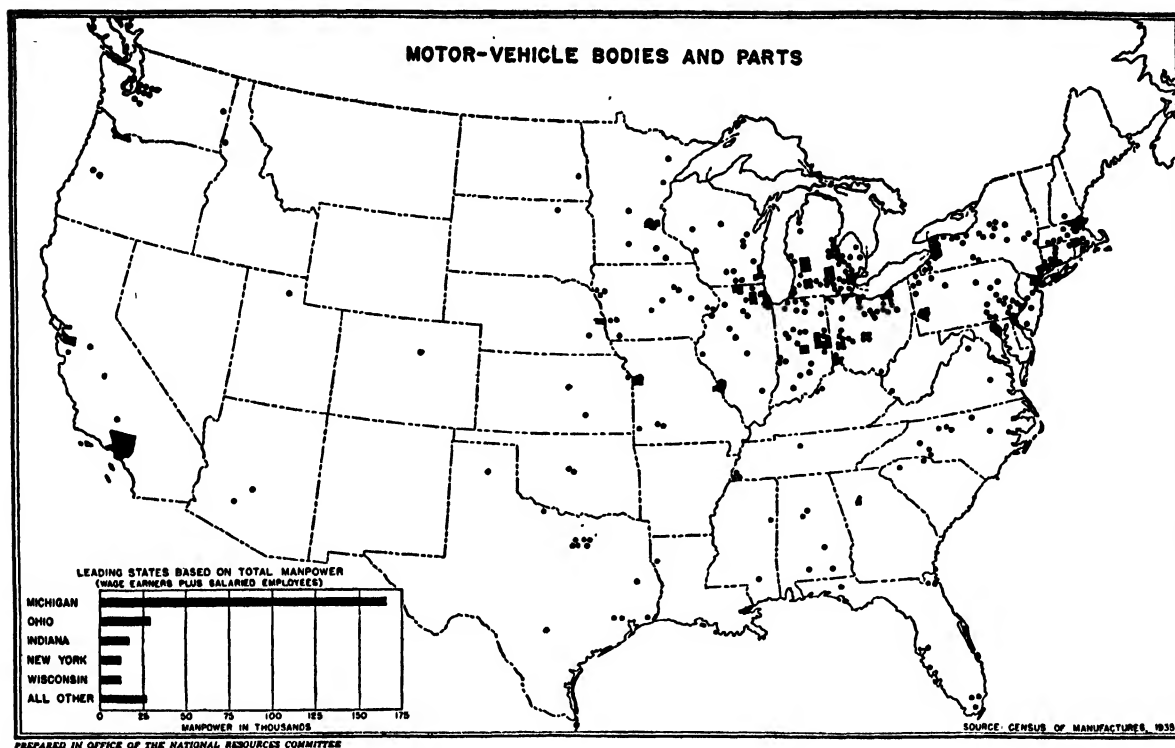 MOTOR-VEHICLE BODIES AND PARTS
LEADING STATES BASED ON TOTAL MANPOWER
(WAGE EARNERS PLUS SALARIED EMPLOYEES)
MICHIGAN
OHIO
INDIANA
NEW YORK
WISCONSIN
ALL OTHER
0 25 50 75 100 125 150 175
MANPOWER IN THOUSANDS
SOURCE: CENSUS OF MANUFACTURES, 1935
PREPARED IN OFFICE OF THE NATIONAL RESOURCES COMMITTEE